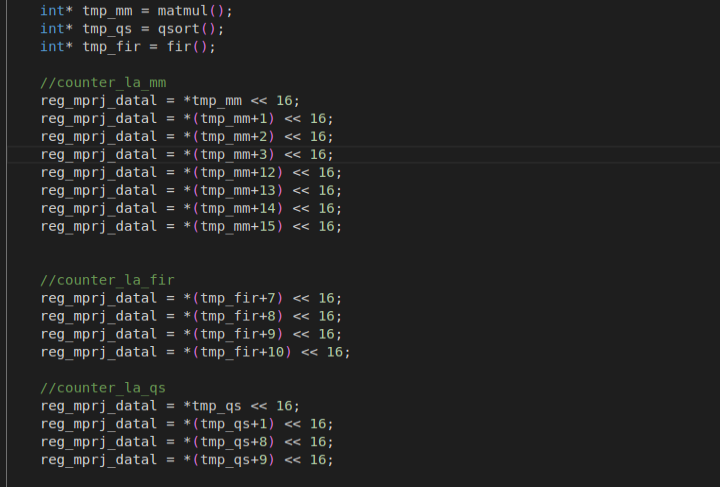 int* tmp_mm = matmul();
int* tmp_qs = qsort();
int* tmp_fir = fir();
//counter_la_mm
reg_mprj_datal = *tmp_mm << 16;
reg_mprj_datal = *(tmp_mm+1) << 16;
reg_mprj_datal = *(tmp_mm+2) << 16;
reg_mprj_datal = *(tmp_mm+3) << 16;
reg_mprj_datal = *(tmp_mm+12) << 16;
reg_mprj_datal = *(tmp_mm+13) << 16;
reg_mprj_datal = *(tmp_mm+14) << 16;
reg_mprj_datal = *(tmp_mm+15) << 16;
//counter_la_fir
reg_mprj_datal = *(tmp_fir+7) << 16;
reg_mprj_datal = *(tmp_fir+8) << 16;
reg_mprj_datal = *(tmp_fir+9) << 16;
reg_mprj_datal = *(tmp_fir+10) << 16;
//counter_la_qs
reg_mprj_datal = *tmp_qs << 16;
reg_mprj_datal = *(tmp_qs+1) << 16;
reg_mprj_datal = *(tmp_qs+8) << 16;
reg_mprj_datal = *(tmp_qs+9) << 16;